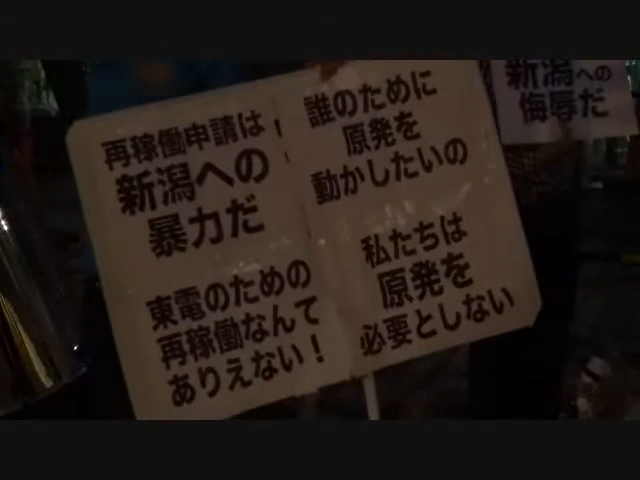 再稼働申請は
新潟への
暴力だ
誰のために
原発を
動かしたいの
東電のための
再稼働なんて
ありえない！
私たちは
原発を
必要としない
新潟への
侮辱だ